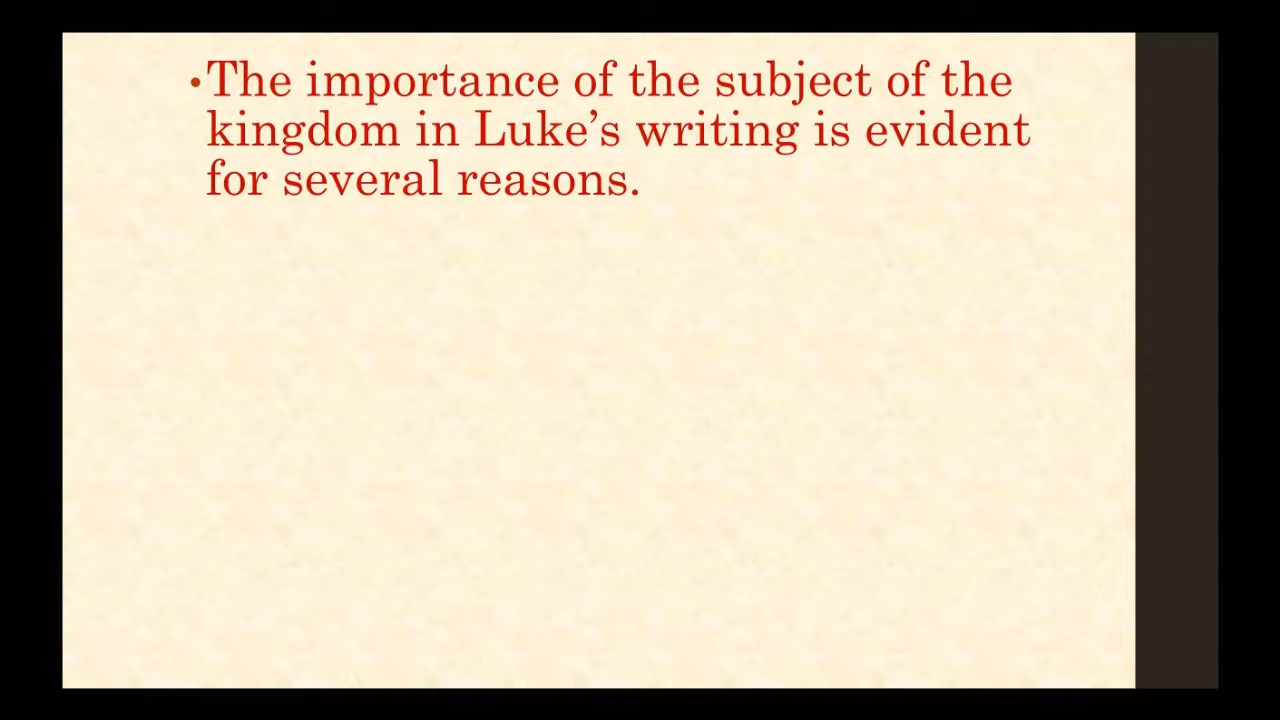 •The importance of the subject of the
kingdom in Luke’s writing is evident
for several reasons.